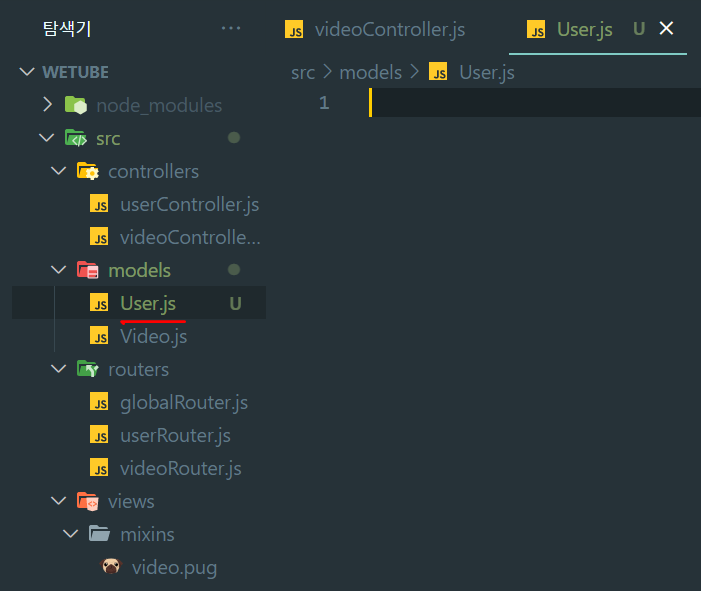 탐색기 ···
JS videoController.js JS User.js U
WETUBE
src > models > JS User.js
node_modules
1
src
controllers
JS userController.js
JS videoControlle...
models
JS User.js U
JS Video.js
routers
JS globalRouter.js
JS userRouter.js
JS videoRouter.js
views
mixins
video.pug